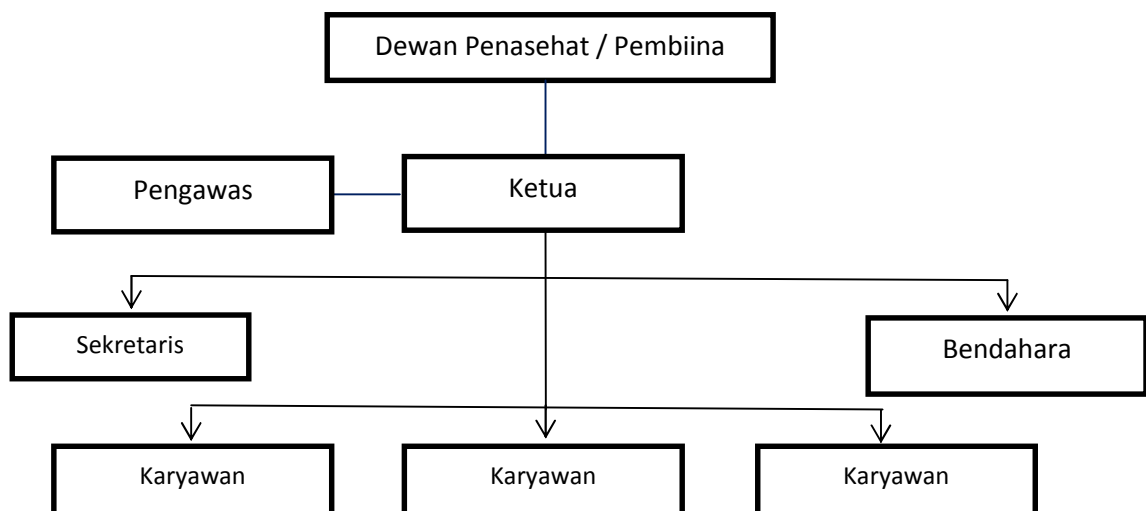 Dewan Penasehat / Pembiina
Pengawas
Ketua
Sekretaris
Bendahara
Karyawan
Karyawan
Karyawan